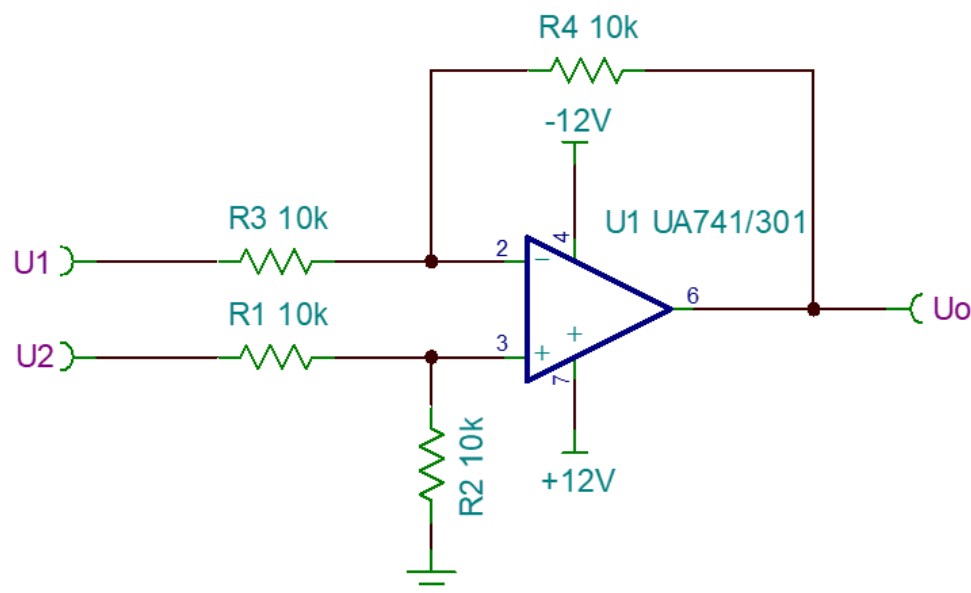 R4 10k
-12V
R3 10k
U1 UA741/301
4
U1
2
−
6
Uo
R1 10k
U2
3
+
+
7
R2 10k
+12V